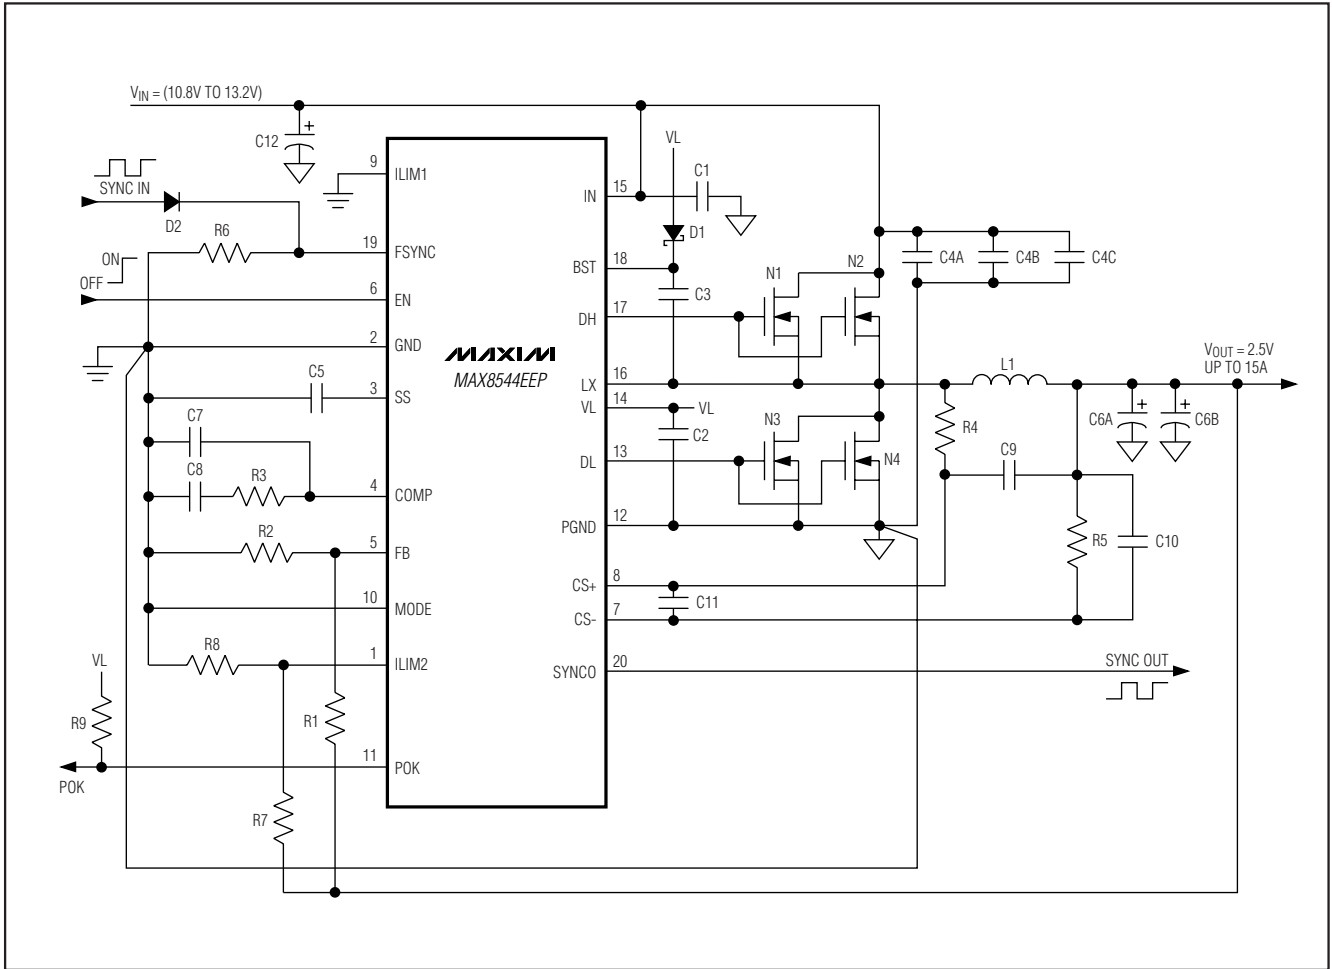 VIN = (10.8V TO 13.2V)
C12
SYNC IN
D2
R6
ON
OFF
9 ILIM1
19 FSYNC
6 EN
2 GND
3 SS
C5
C7
C8
R3
4 COMP
R2
5 FB
10 MODE
R8
1 ILIM2
VL
R9
R1
11 POK
POK
R7
MAXIM
MAX8544EEP
VL
C1
IN 15
D1
BST 18
C3
N1
N2
DH 17
C4A
C4B
C4C
LX 16
VL 14
VL
C2
N3
N4
DL 13
PGND 12
CS+ 8
C11
CS- 7
SYNCO 20
L1
R4
C9
R5
C10
C6A
+
C6B
+
+
VOUT = 2.5V
UP TO 15A
SYNC OUT